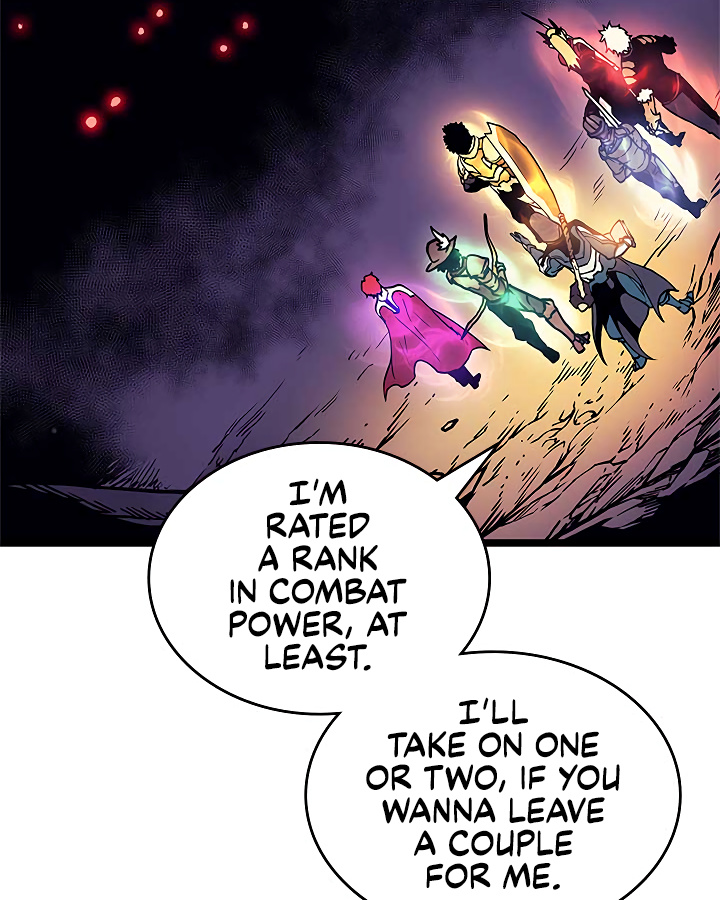 I'M
RATED
A RANK
IN COMBAT
POWER, AT
LEAST.
I'LL
TAKE ON ONE
OR TWO, IF YOU
WANNA LEAVE
A COUPLE
FOR ME.